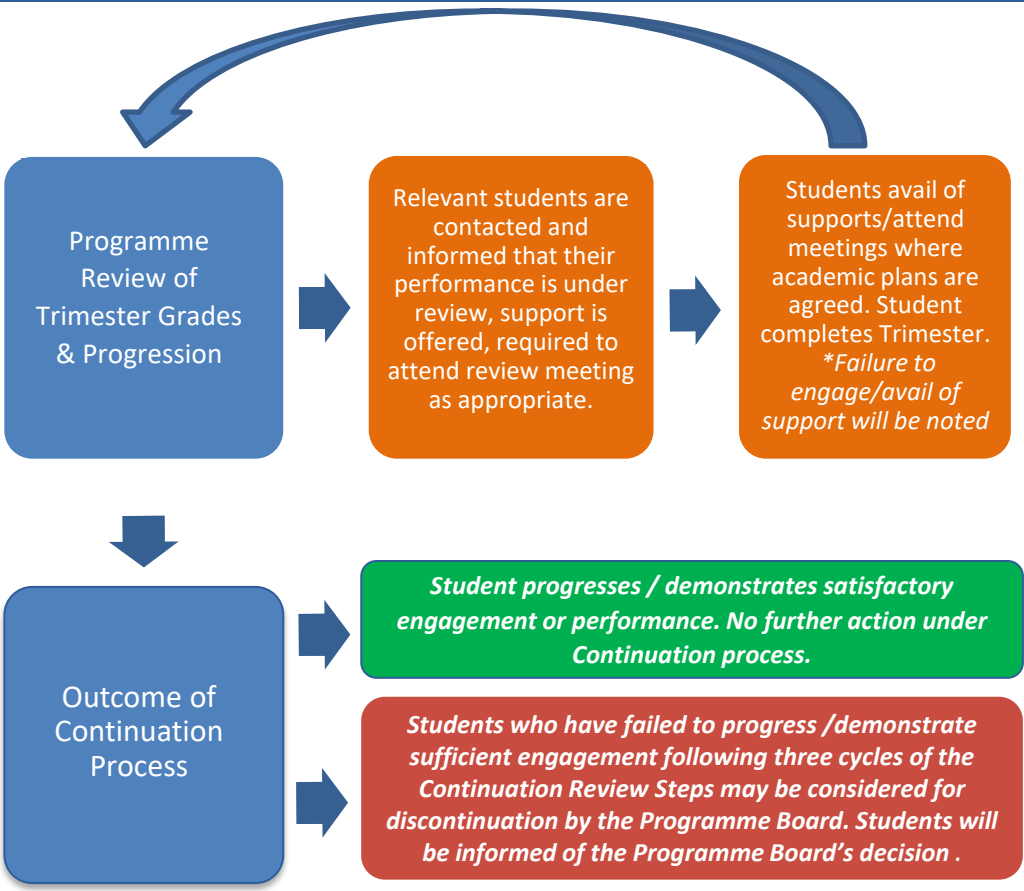 Programme
Review of
Trimester Grades
& Progression
Relevant students are
contacted and
informed that their
performance is under
review, support is
offered, required to
attend review meeting
as appropriate.
Students avail of
supports/attend
meetings where
academic plans are
agreed. Student
completes Trimester.
*Failure to
engage/avail of
support will be noted
Outcome of
Continuation
Process
Student progresses / demonstrates satisfactory
engagement or performance. No further action under
Continuation process.
Students who have failed to progress /demonstrate
sufficient engagement following three cycles of the
Continuation Review Steps may be considered for
discontinuation by the Programme Board. Students will
be informed of the Programme Board’s decision .